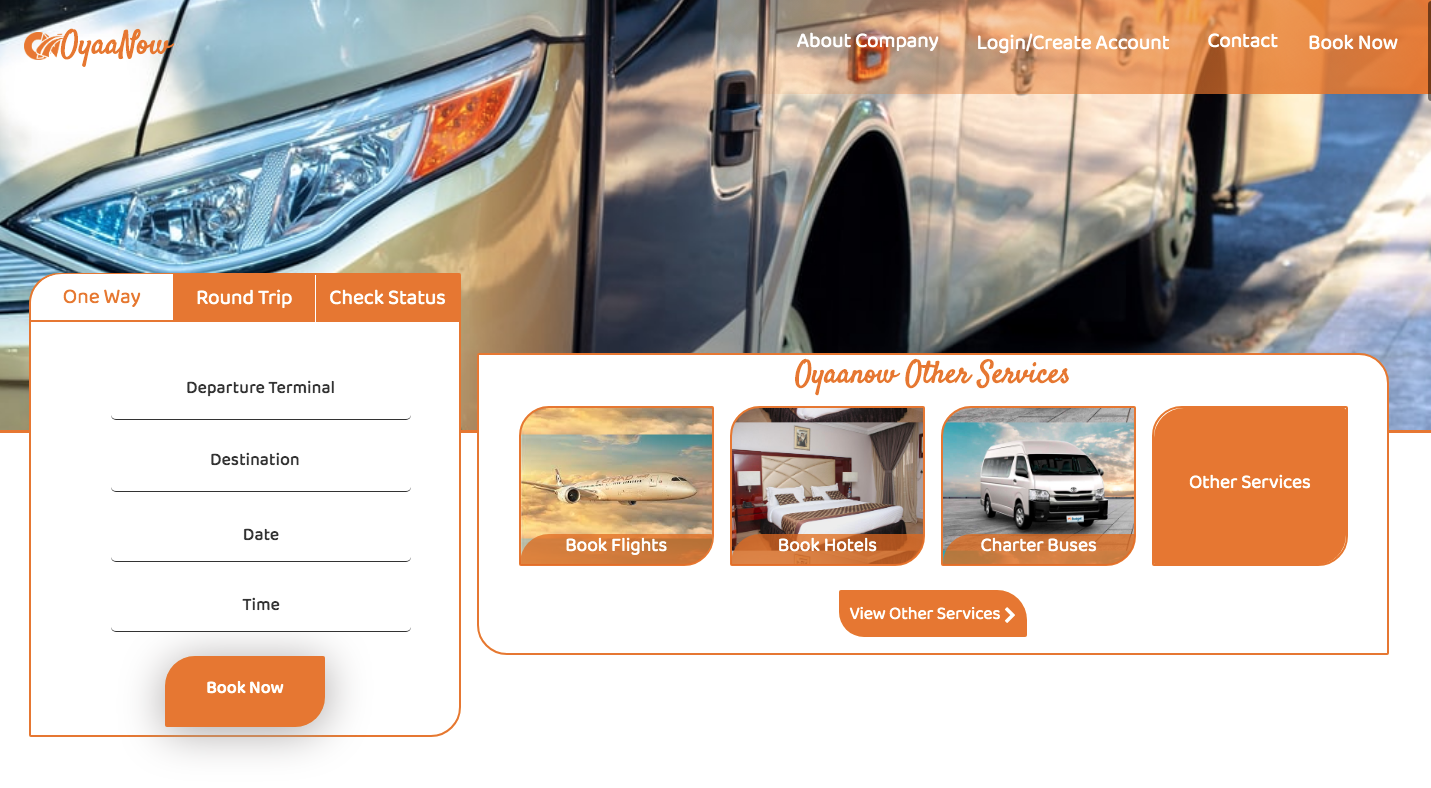 OyaaNow
About Company
Login/Create Account
Contact
Book Now
One Way
Round Trip
Check Status
Departure Terminal
Destination
Date
Time
Book Now
Oyaanow Other Services
Book Flights
Book Hotels
Charter Buses
Other Services
View Other Services